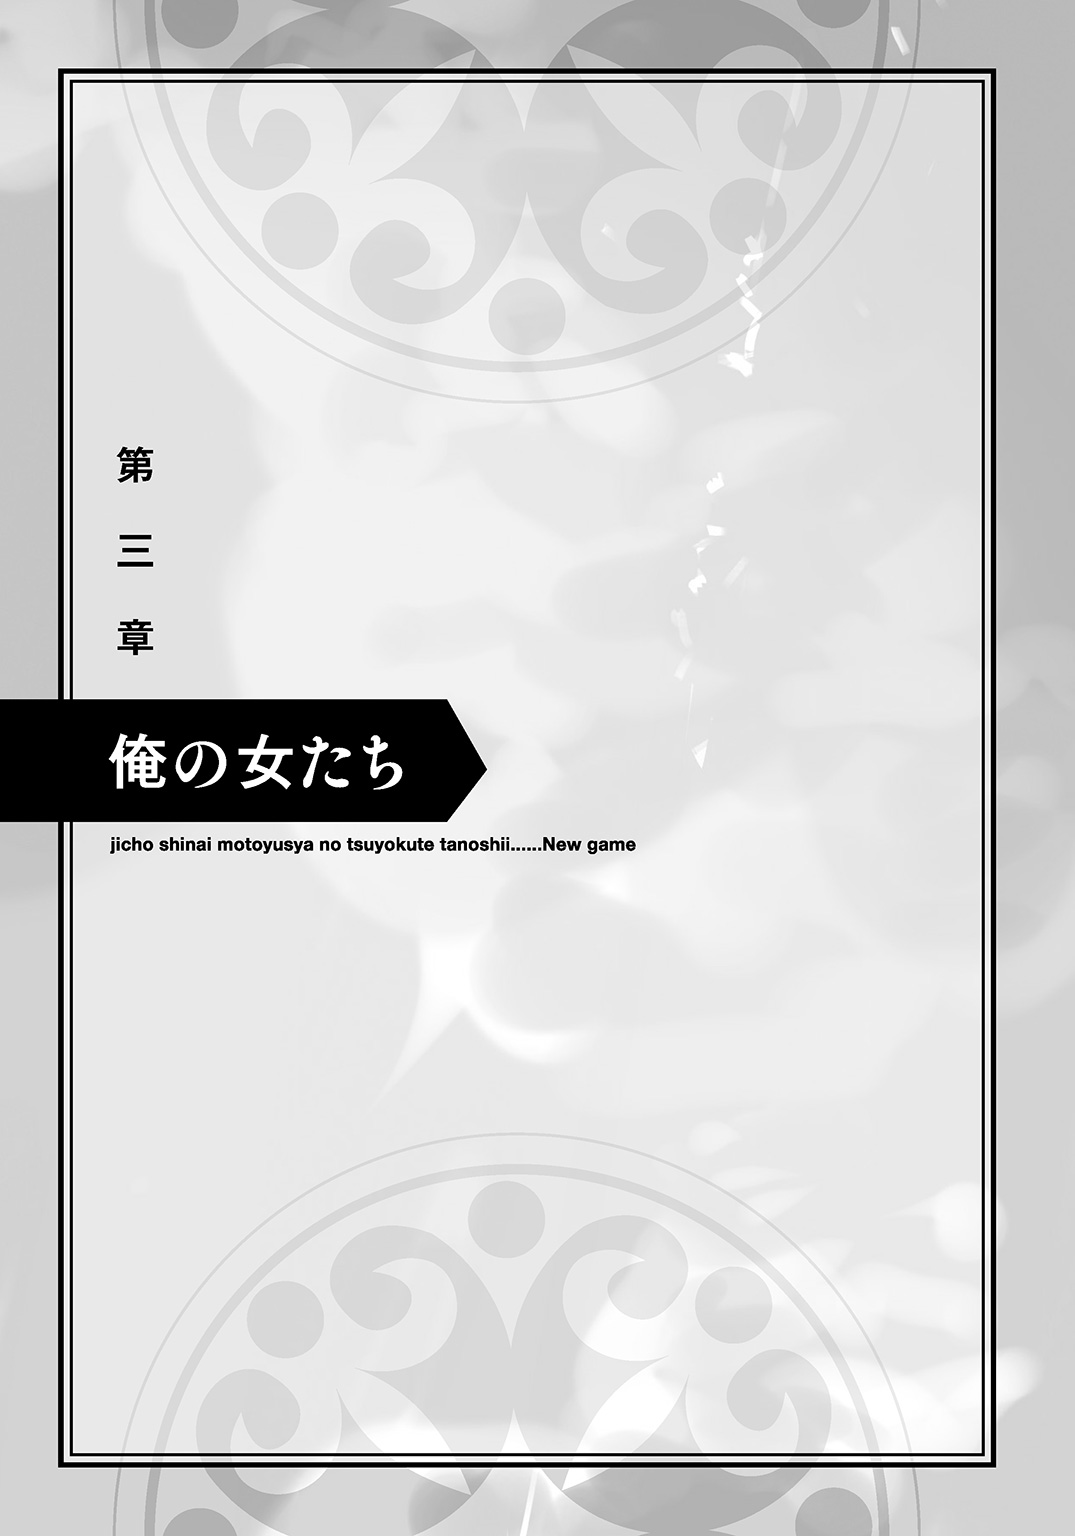 第三章
俺の女たち
jicho shinai motoyusya no tsuyokute tanoshii......New game